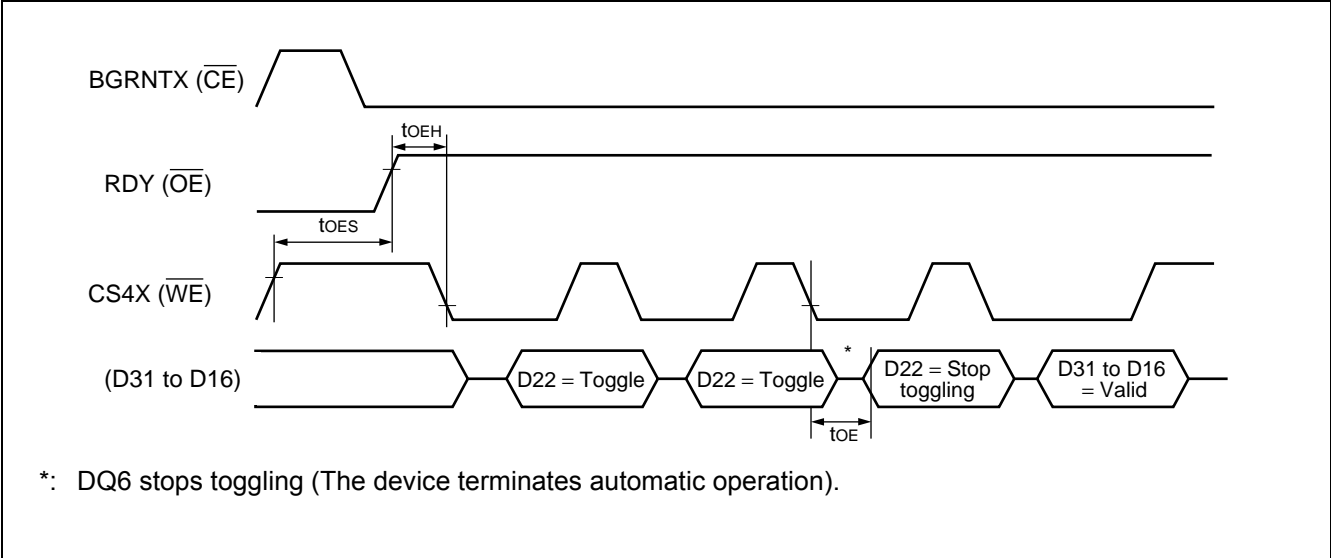 BGRNTX (CE)
tOEH
RDY (OE)
tOES
CS4X (WE)
*
(D31 to D16)
D22 = Toggle
D22 = Toggle
D22 = Stop
toggling
D31 to D16
= Valid
tOE
*: DQ6 stops toggling (The device terminates automatic operation).